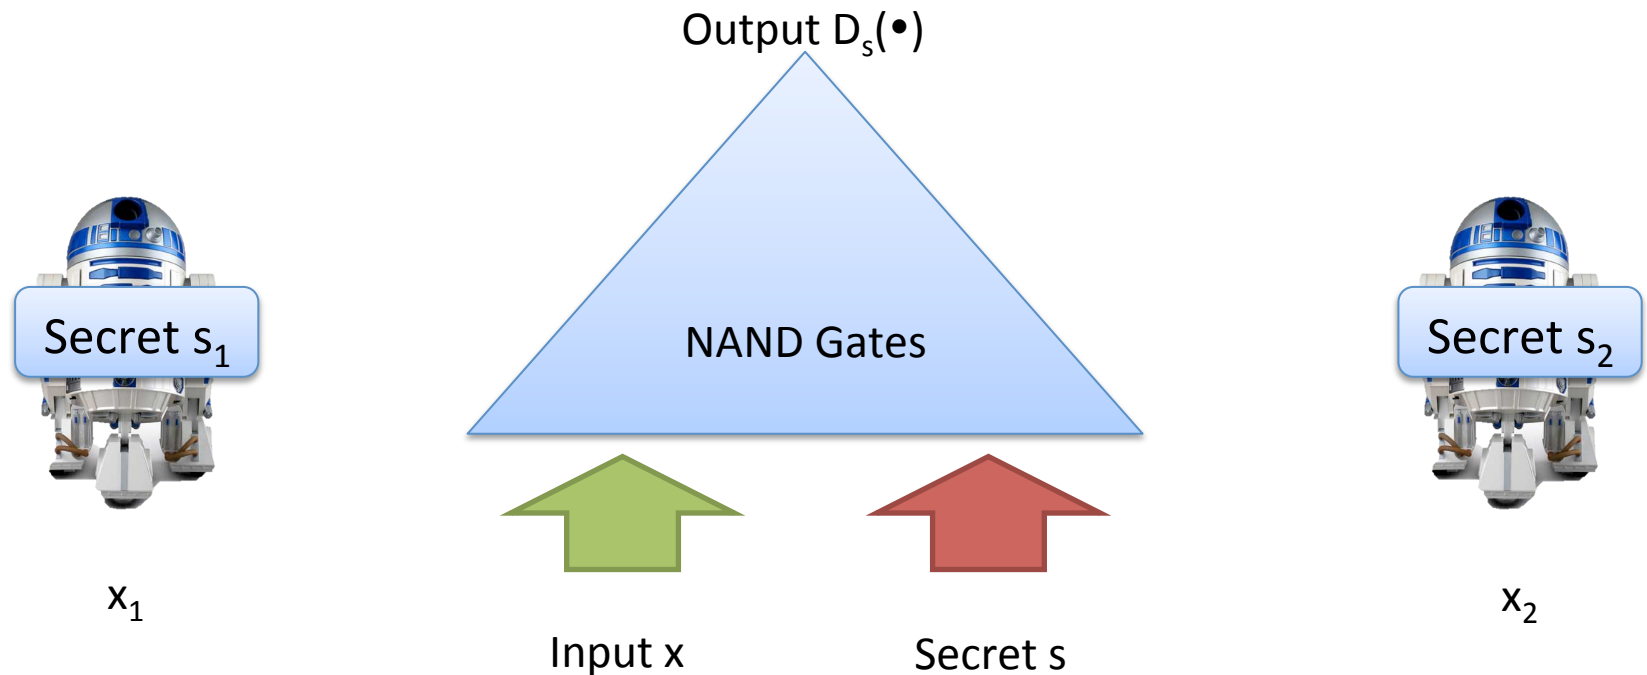 Output Dₛ(•)
Secret s₁
NAND Gates
Secret s₂
x₁
x₂
Input x
Secret s